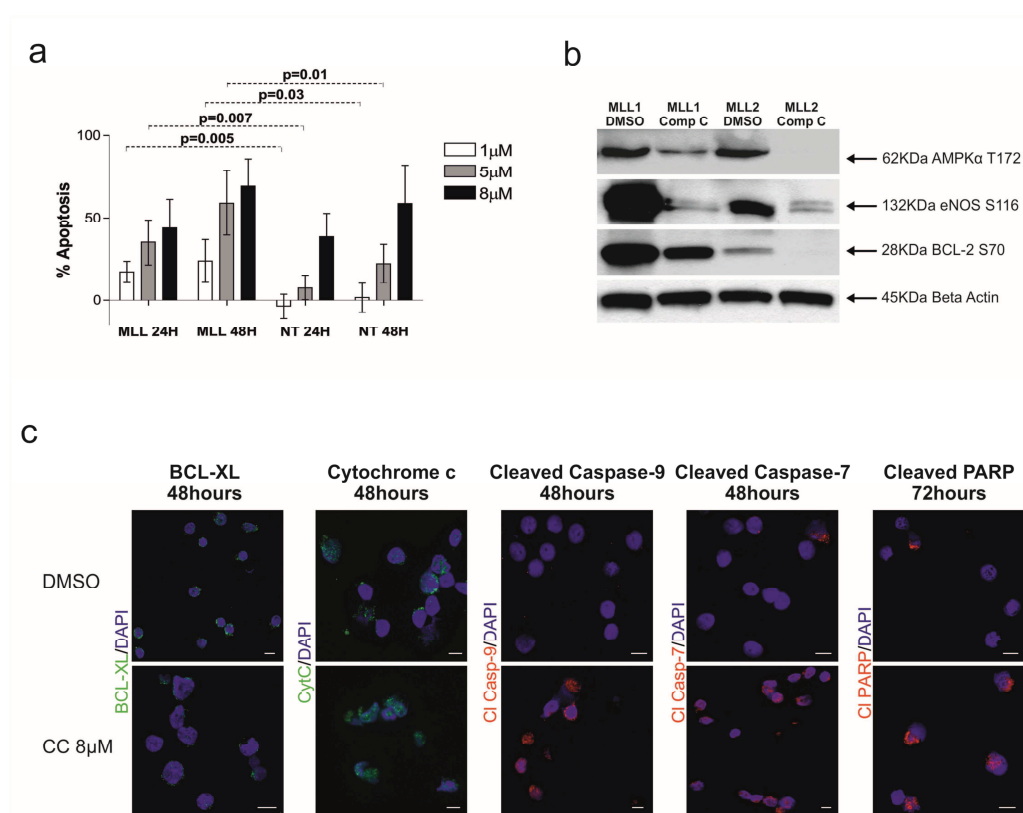 a
p=0.01
p=0.03
p=0.007
p=0.005
100
50
0
% Apoptosis
1µM
5µM
8µM
MLL 24H
MLL 48H
NT 24H
NT 48H
b
MLL1 DMSO
MLL1 Comp C
MLL2 DMSO
MLL2 Comp C
62KDa AMPKα T172
132KDa eNOS S116
28KDa BCL-2 S70
45KDa Beta Actin
c
BCL-XL
48hours
Cytochrome c
48hours
Cleaved Caspase-9
48hours
Cleaved Caspase-7
48hours
Cleaved PARP
72hours
DMSO
CC 8µM
BCL-XL/DAPI
CytC/DAPI
Cl Casp-9/DAPI
Cl Casp-7/DAPI
Cl PARP/DAPI